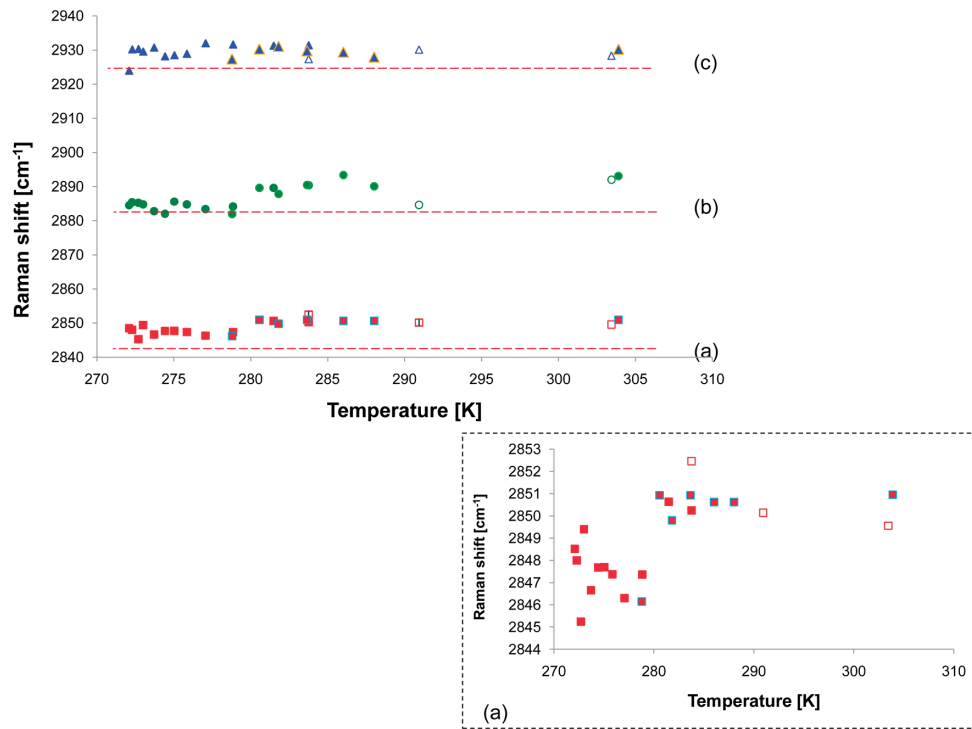 2940
2930
2920
2910
2900
2890
2880
2870
2860
2850
2840
Raman shift [cm⁻¹]
(c)
(b)
(a)
270 275 280 285 290 295 300 305 310
Temperature [K]
2853
2852
2851
2850
2849
2848
2847
2846
2845
2844
Raman shift [cm⁻¹]
270 280 290 300 310
Temperature [K]
(a)